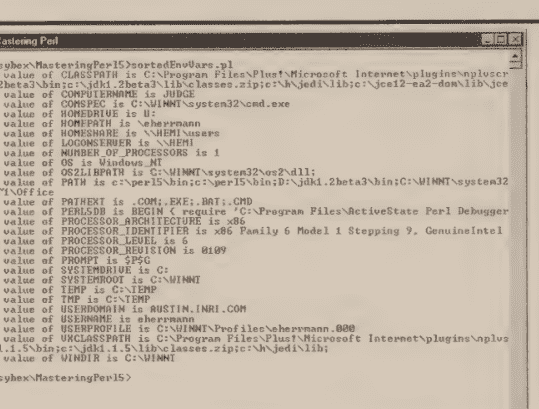 astering Perl
sybex\MasteringPerl5>sortedEnvVars.pl
value of CLASSPATH is C:\Program Files\Plus!\Microsoft Internet\plugins\nplvscr
2beta3\bin;c:\jdk1.2beta3\lib\classes.zip;c:\h\jedi\lib;c:\jce12-ea2-dom\lib\jce
value of COMPUTERNAME is JUDGE
value of COMSPEC is C:\WINNT\system32\cmd.exe
value of HOMEDRIVE is U:
value of HOMEPATH is \eherrmann
value of HOMESHARE is \\HEMI\users
value of LOGONSERVER is \\HEMI
value of NUMBER_OF_PROCESSORS is 1
value of OS is Windows_NT
value of OS2LIBPATH is C:\WINNT\system32\os2\dll;
value of PATH is c:\perl5\bin;c:\perl5\bin;D:\jdk1.2beta3\bin;C:\WINNT\system32
~1\Office
value of PATHEXT is .COM;.EXE;.BAT;.CMD
value of PERL5DB is BEGIN { require 'C:\Program Files\ActiveState Perl Debugger
value of PROCESSOR_ARCHITECTURE is x86
value of PROCESSOR_IDENTIFIER is x86 Family 6 Model 1 Stepping 9, GenuineIntel
value of PROCESSOR_LEVEL is 6
value of PROCESSOR_REVISION is 0109
value of PROMPT is $P$G
value of SYSTEMDRIVE is C:
value of SYSTEMROOT is C:\WINNT
value of TEMP is C:\TEMP
value of TMP is C:\TEMP
value of USERDOMAIN is AUSTIN.INRI.COM
value of USERNAME is eherrmann
value of USERPROFILE is C:\WINNT\Profiles\eherrmann.000
value of VXCLASSPATH is C:\Program Files\Plus!\Microsoft Internet\plugins\nplvs
1.1.5\bin;c:\jdk1.1.5\lib\classes.zip;c:\h\jedi\lib;
value of WINDIR is C:\WINNT
sybex\MasteringPerl5>